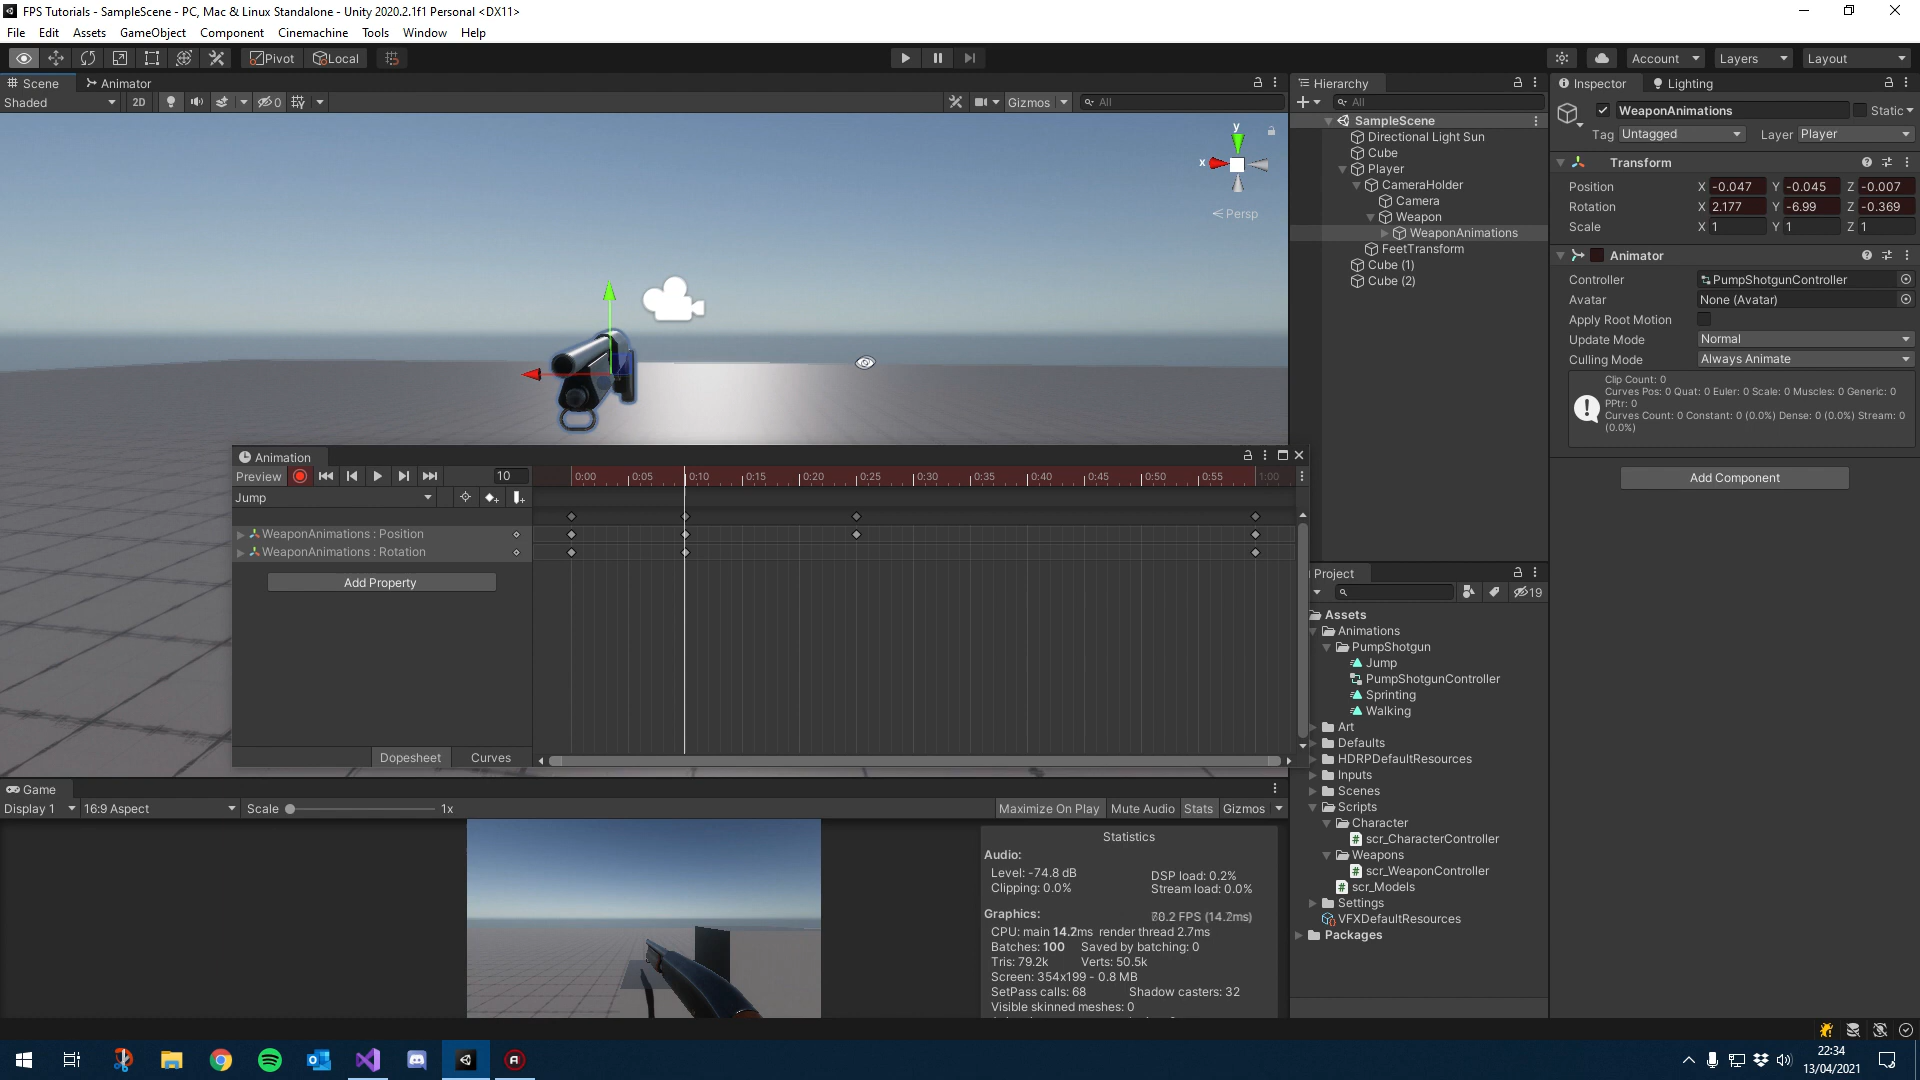 FPS Tutorials - SampleScene - PC, Mac & Linux Standalone - Unity 2020.2.1f1 Personal <DX11>
File Edit Assets GameObject Component Cinemachine Tools Window Help
Pivot Local Account Layers Layout
Scene Animator
Shaded 2D 0 Gizmos All
y
x
Persp
Animation
Preview 10 0:00 0:05 0:10 0:15 0:20 0:25 0:30 0:35 0:40 0:45 0:50 0:55 1:00
Jump
WeaponAnimations : Position
WeaponAnimations : Rotation
Add Property
Dopesheet Curves
Game
Display 1 16:9 Aspect Scale 1x Maximize On Play Mute Audio Stats Gizmos
Statistics
Audio:
Level: -74.8 dB DSP load: 0.2%
Clipping: 0.0% Stream load: 0.0%
Graphics: (14.2ms)
CPU: main 14.2ms render thread 2.7ms
Batches: 100 Saved by batching: 0
Tris: 79.2k Verts: 50.5k
Screen: 354x199 - 0.8 MB
SetPass calls: 68 Shadow casters: 32
Visible skinned meshes: 0
Hierarchy
All
SampleScene
Directional Light Sun
Cube
Player
CameraHolder
Camera
Weapon
WeaponAnimations
FeetTransform
Cube (1)
Cube (2)
Project
19
Assets
Animations
PumpShotgun
Jump
PumpShotgunController
Sprinting
Walking
Art
Defaults
HDRPDefaultResources
Inputs
Scenes
Scripts
Character
scr_CharacterController
Weapons
scr_WeaponController
scr_Models
Settings
VFXDefaultResources
Packages
Inspector Lighting
WeaponAnimations Static
Tag Untagged Layer Player
Transform
Position X -0.047 Y -0.045 Z -0.007
Rotation X 2.177 Y -6.99 Z -0.369
Scale X 1 Y 1 Z 1
Animator
Controller PumpShotgunController
Avatar None (Avatar)
Apply Root Motion
Update Mode Normal
Culling Mode Always Animate
Clip Count: 0
Curves Pos: 0 Quat: 0 Euler: 0 Scale: 0 Muscles: 0 Generic: 0
PPtr: 0
Curves Count: 0 Constant: 0 (0.0%) Dense: 0 (0.0%) Stream: 0
(0.0%)
Add Component
22:34
13/04/2021